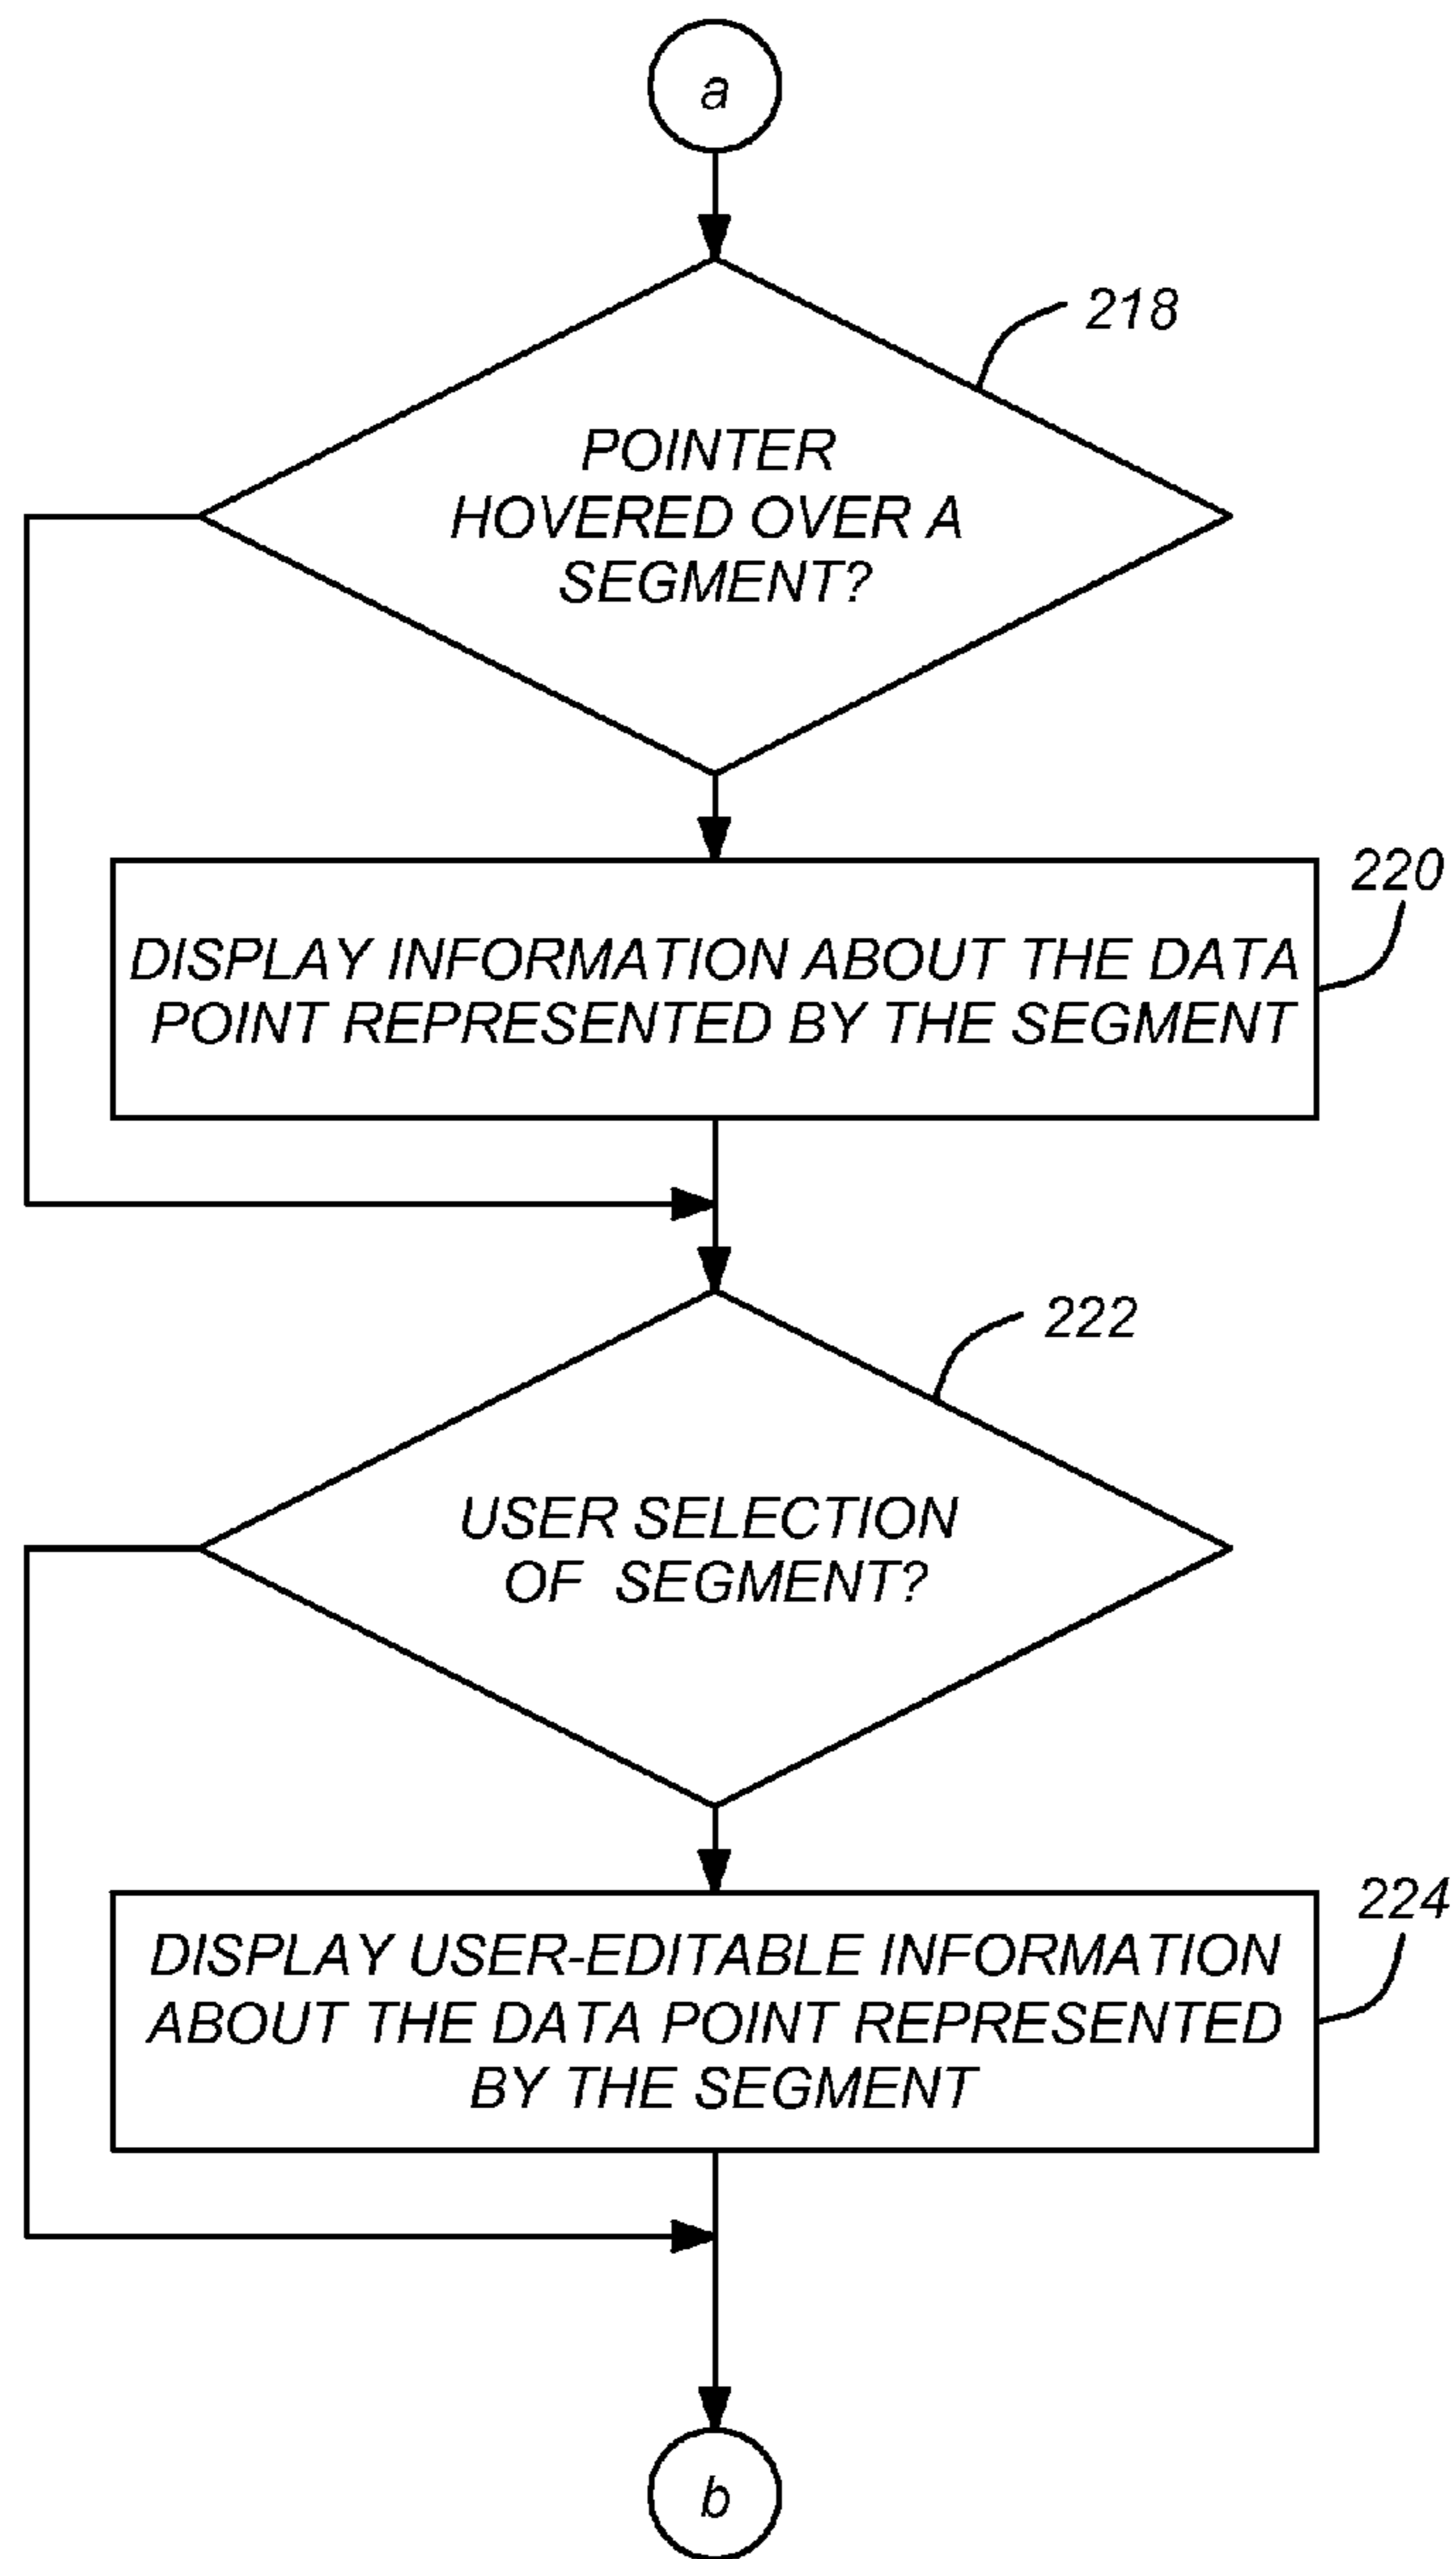 a
218
POINTER
HOVERED OVER A
SEGMENT?
220
DISPLAY INFORMATION ABOUT THE DATA
POINT REPRESENTED BY THE SEGMENT
222
USER SELECTION
OF SEGMENT?
224
DISPLAY USER-EDITABLE INFORMATION
ABOUT THE DATA POINT REPRESENTED
BY THE SEGMENT
b